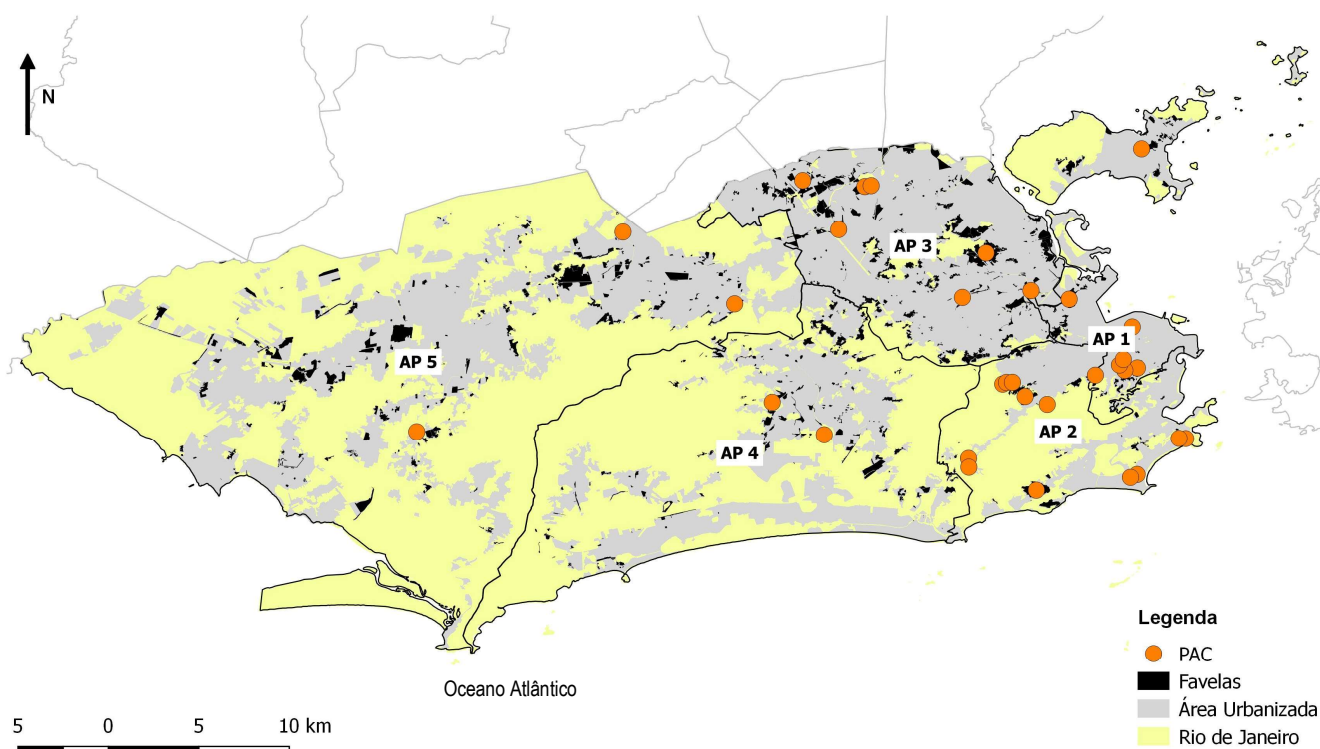 N
AP 3
AP 1
AP 5
AP 2
AP 4
Legenda
PAC
Favelas
Área Urbanizada
Rio de Janeiro
Oceano Atlântico
5 0 5 10 km